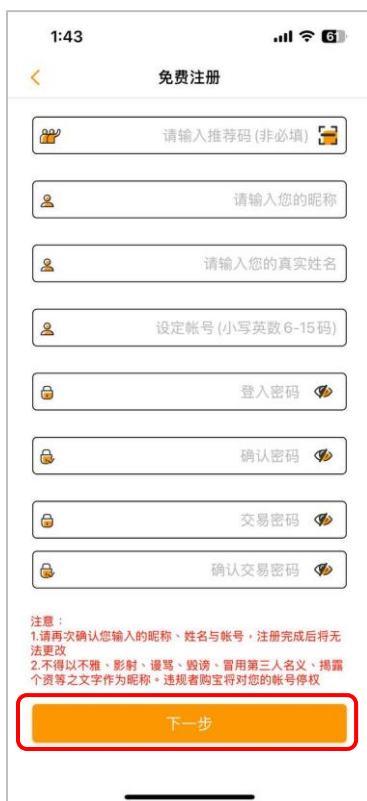 1:43
61
免费注册
请输入推荐码(非必填)
请输入您的昵称
请输入您的真实姓名
设定帐号(小写英数6-15码)
登入密码
确认密码
交易密码
确认交易密码
注意：
1.请再次确认您输入的昵称、姓名与帐号，注册完成后将无
法更改
2.不得以不雅、影射、谩骂、毁谤、冒用第三人名义、揭露
个资等之文字作为昵称。违规者购宝将对您的帐号停权
下一步